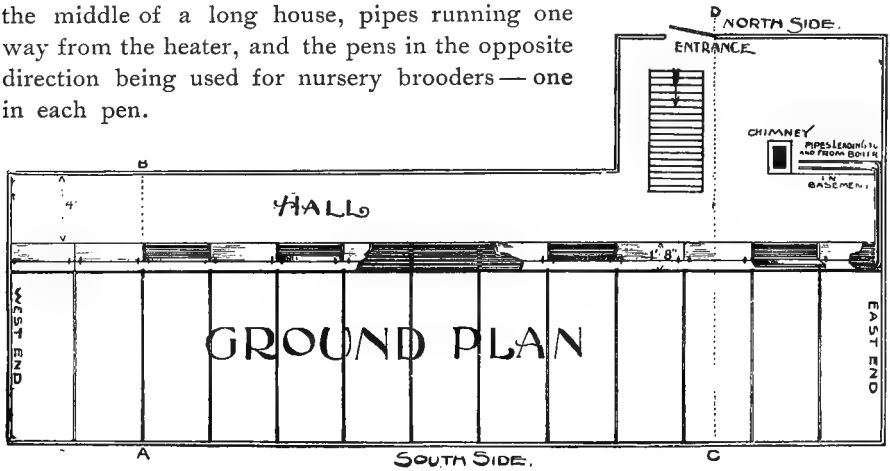 the middle of a long house, pipes running one
way from the heater, and the pens in the opposite
direction being used for nursery brooders — one
in each pen.
D
NORTH SIDE.
ENTRANCE
CHIMNEY
PIPES LEADING TO
AND FROM BOILER
IN
BASEMENT
B
4'
HALL
1' 8"
WEST END
GROUND PLAN
EAST END
A
C
SOUTH SIDE.